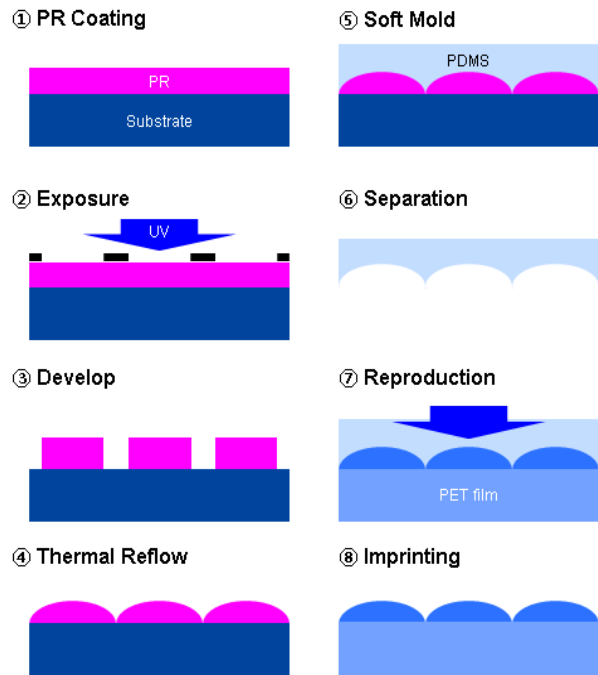 ① PR Coating
PR
Substrate
② Exposure
UV
③ Develop
④ Thermal Reflow
⑤ Soft Mold
PDMS
⑥ Separation
⑦ Reproduction
PET film
⑧ Imprinting